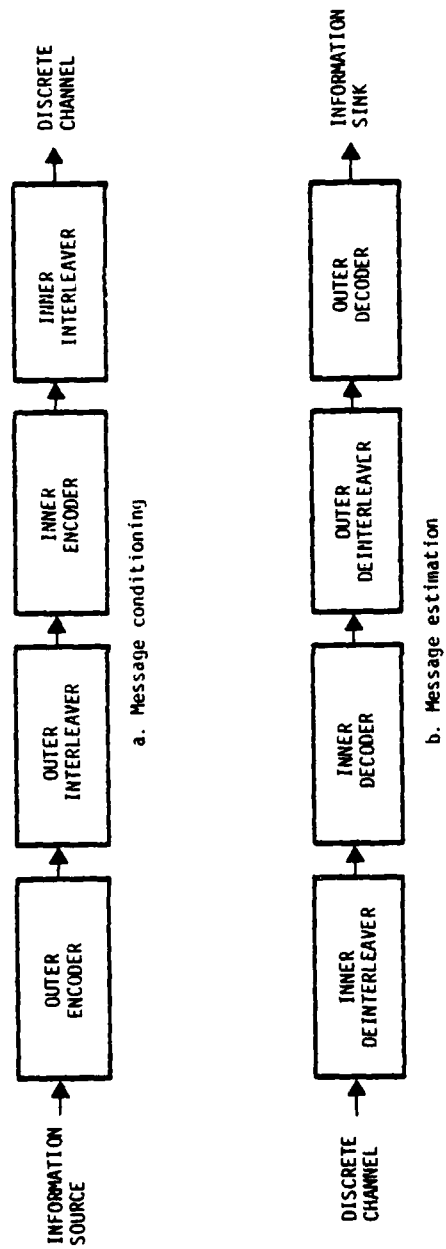 INFORMATION
SOURCE
OUTER
ENCODER
OUTER
INTERLEAVER
INNER
ENCODER
INNER
INTERLEAVER
DISCRETE
CHANNEL
a. Message conditioning
DISCRETE
CHANNEL
INNER
DEINTERLEAVER
INNER
DECODER
OUTER
DEINTERLEAVER
OUTER
DECODER
INFORMATION
SINK
b. Message estimation